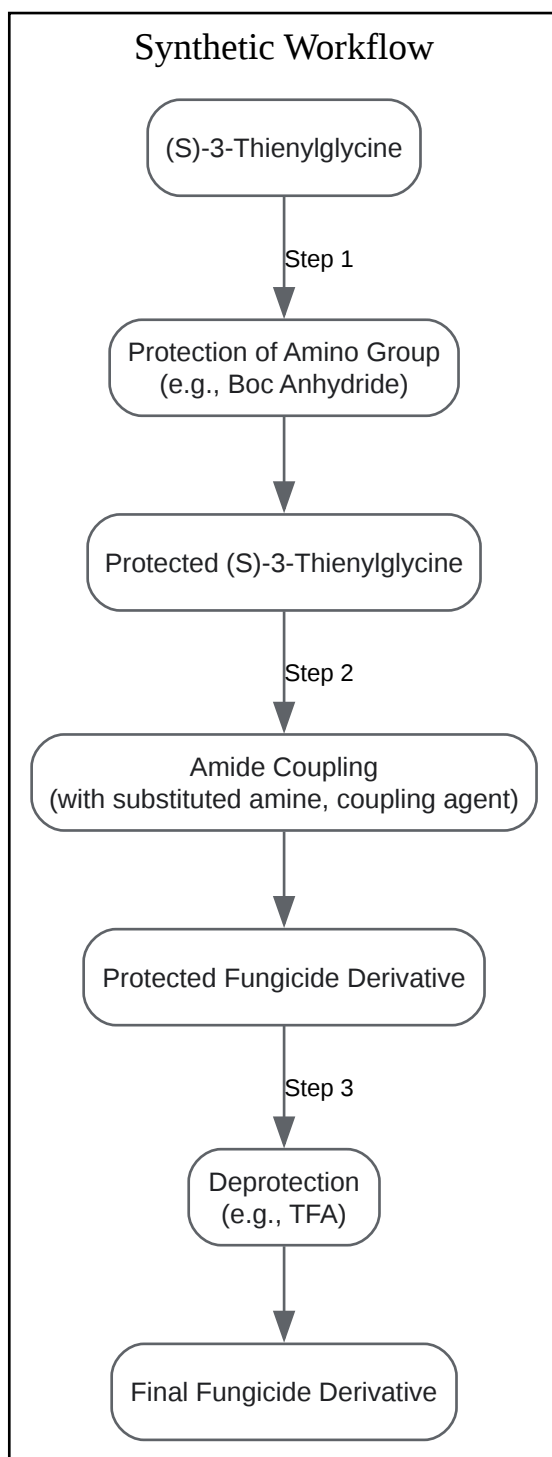 Synthetic Workflow
(S)-3-Thienylglycine
Step 1
Protection of Amino Group
(e.g., Boc Anhydride)
Protected (S)-3-Thienylglycine
Step 2
Amide Coupling
(with substituted amine, coupling agent)
Protected Fungicide Derivative
Step 3
Deprotection
(e.g., TFA)
Final Fungicide Derivative